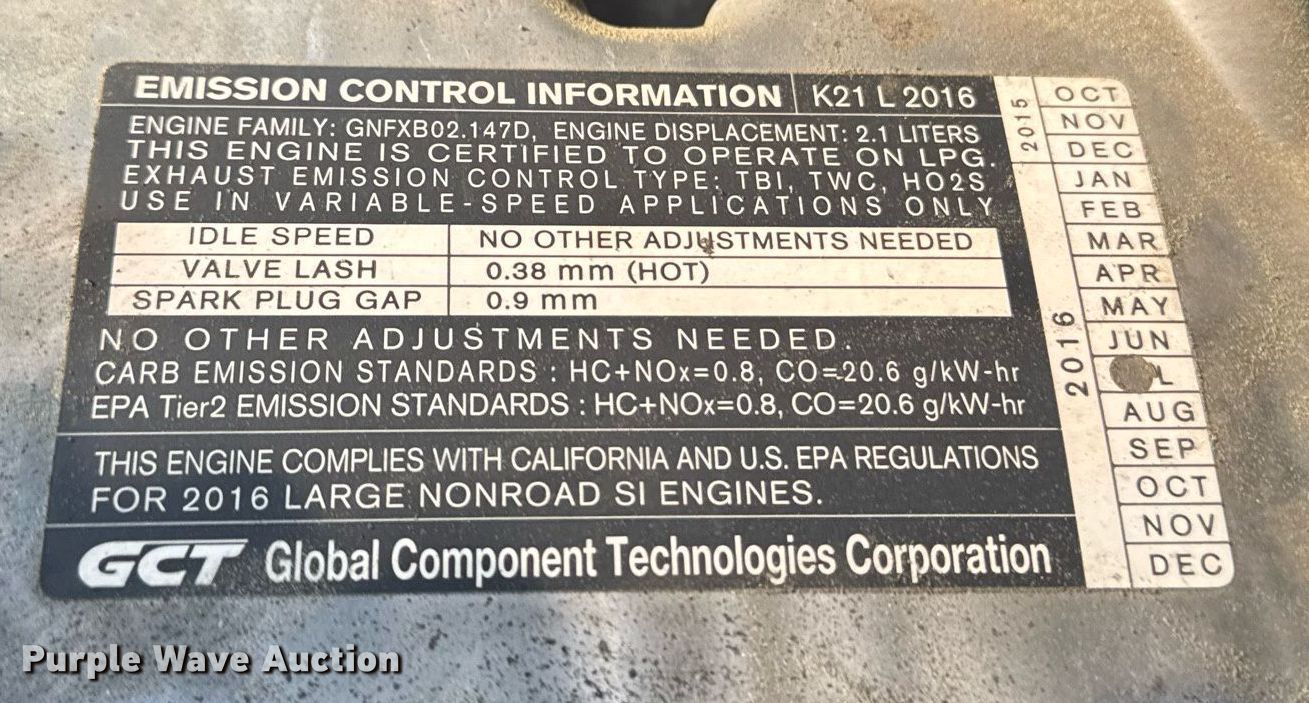 EMISSION CONTROL INFORMATION K21 L 2016
ENGINE FAMILY: GNFXB02.147D, ENGINE DISPLACEMENT: 2.1 LITERS
THIS ENGINE IS CERTIFIED TO OPERATE ON LPG.
EXHAUST EMISSION CONTROL TYPE: TBI, TWC, HO2S
USE IN VARIABLE-SPEED APPLICATIONS ONLY
IDLE SPEED NO OTHER ADJUSTMENTS NEEDED
VALVE LASH 0.38 mm (HOT)
SPARK PLUG GAP 0.9 mm
NO OTHER ADJUSTMENTS NEEDED.
CARB EMISSION STANDARDS : HC+NOx=0.8, CO=20.6 g/kW-hr
EPA Tier2 EMISSION STANDARDS : HC+NOx=0.8, CO=20.6 g/kW-hr
THIS ENGINE COMPLIES WITH CALIFORNIA AND U.S. EPA REGULATIONS
FOR 2016 LARGE NONROAD SI ENGINES.
GCT Global Component Technologies Corporation
2015
OCT
NOV
DEC
2016
JAN
FEB
MAR
APR
MAY
JUN
AUG
SEP
OCT
NOV
DEC
Purple Wave Auction